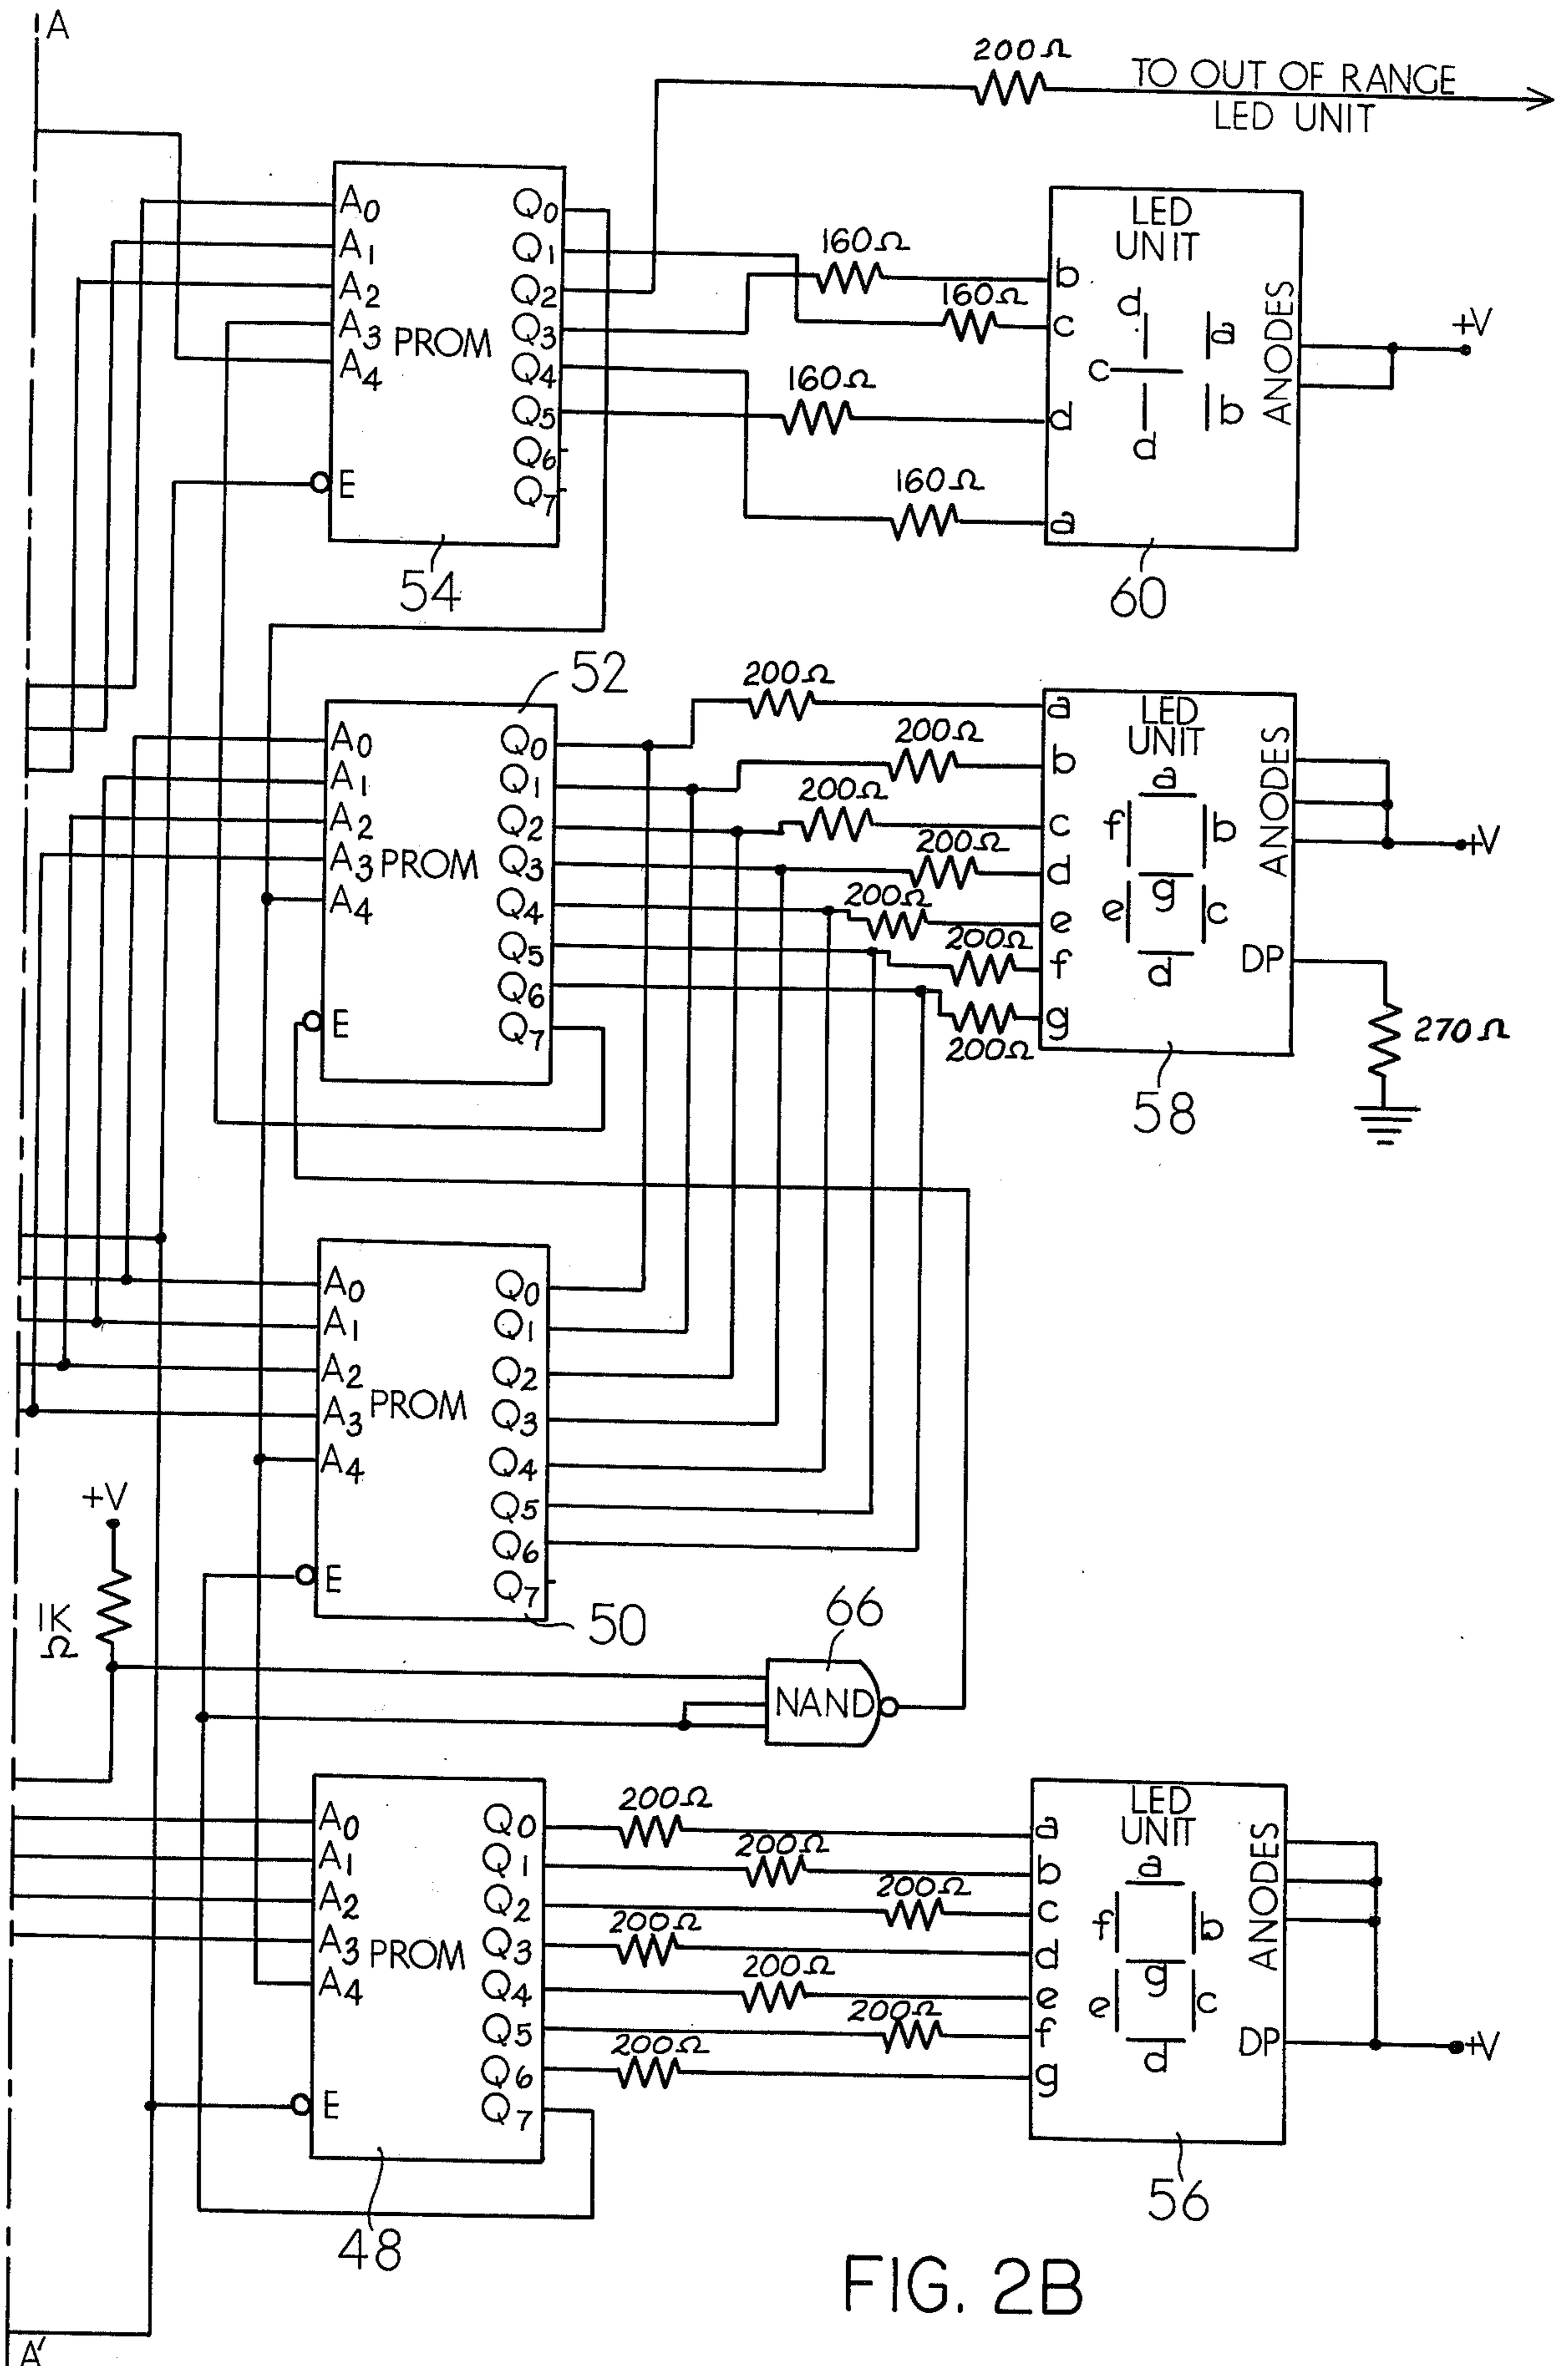 A
200Ω
TO OUT OF RANGE
LED UNIT
A0
A1
A2
A3
A4
E
PROM
Q0
Q1
Q2
Q3
Q4
Q5
Q6
Q7
54
160Ω
160Ω
160Ω
160Ω
b
c
d
a
LED
UNIT
d
a
c
b
d
ANODES
+V
60
52
A0
A1
A2
A3
A4
E
PROM
Q0
Q1
Q2
Q3
Q4
Q5
Q6
Q7
200Ω
200Ω
200Ω
200Ω
200Ω
200Ω
200Ω
a
b
c
d
e
f
g
LED
UNIT
a
f
b
g
e
c
d
ANODES
DP
+V
270Ω
58
A0
A1
A2
A3
A4
E
PROM
Q0
Q1
Q2
Q3
Q4
Q5
Q6
Q7
50
+V
1K
Ω
66
NAND
A0
A1
A2
A3
A4
E
PROM
Q0
Q1
Q2
Q3
Q4
Q5
Q6
Q7
48
200Ω
200Ω
200Ω
200Ω
200Ω
200Ω
200Ω
a
b
c
d
e
f
g
LED
UNIT
a
f
b
g
e
c
d
ANODES
DP
+V
56
FIG. 2B
A'